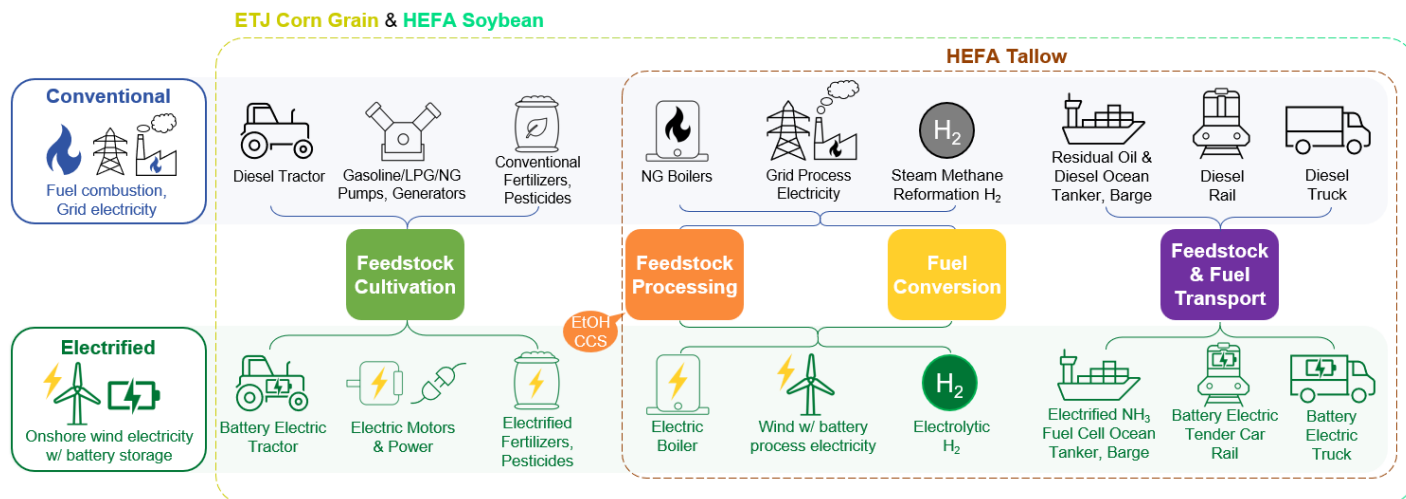 ETJ Corn Grain & HEFA Soybean
HEFA Tallow
Conventional
Fuel combustion,
Grid electricity
Diesel Tractor
Gasoline/LPG/NG
Pumps, Generators
Conventional
Fertilizers,
Pesticides
NG Boilers
Grid Process
Electricity
H₂
Steam Methane
Reformation H₂
Residual Oil &
Diesel Ocean
Tanker, Barge
Diesel
Rail
Diesel
Truck
Feedstock
Cultivation
Feedstock
Processing
Fuel
Conversion
Feedstock
& Fuel
Transport
EtOH
CCS
Electrified
Onshore wind electricity
w/ battery storage
Battery Electric
Tractor
Electric Motors
& Power
Electrified
Fertilizers,
Pesticides
Electric
Boiler
Wind w/ battery
process electricity
H₂
Electrolytic
H₂
Electrified NH₃
Fuel Cell Ocean
Tanker, Barge
Battery Electric
Tender Car
Rail
Battery
Electric
Truck